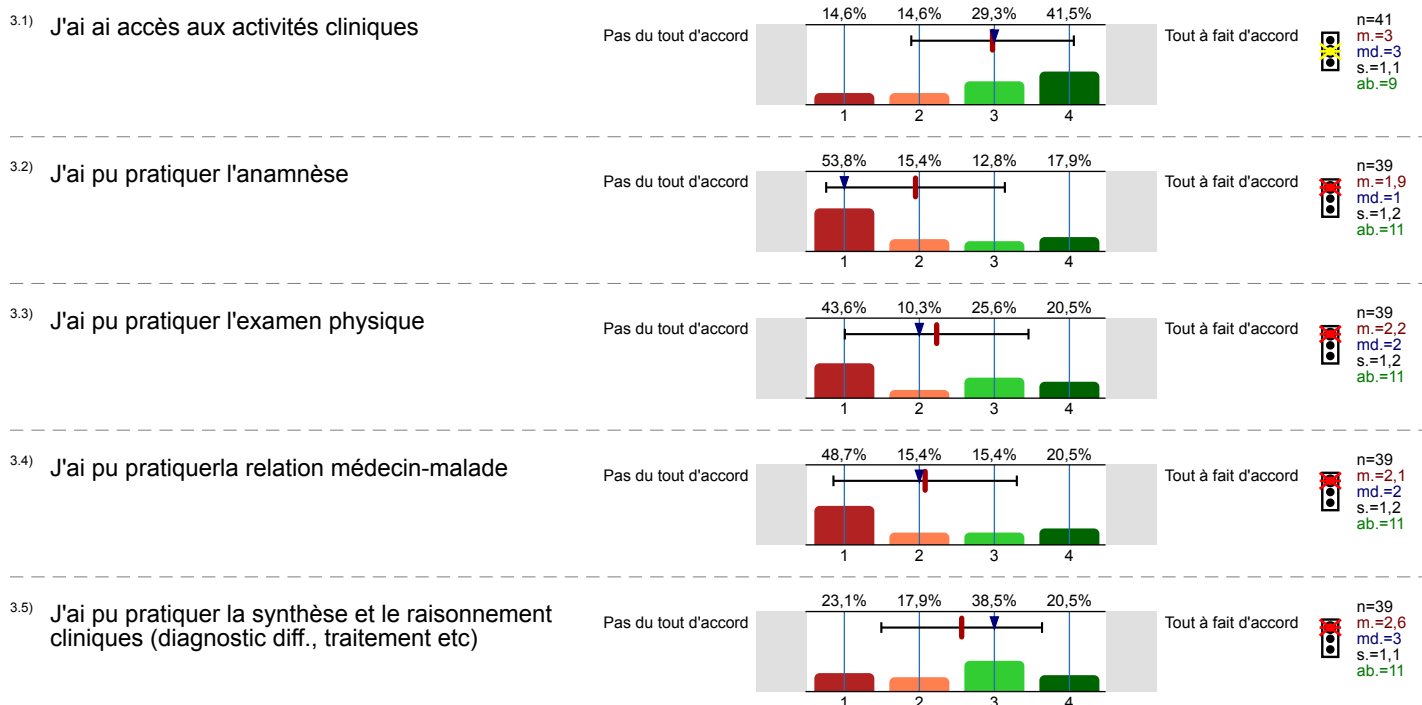 3.1) J'ai ai accès aux activités cliniques
Pas du tout d'accord
14,6% 14,6% 29,3% 41,5%
1 2 3 4
Tout à fait d'accord
n=41
m.=3
md.=3
s.=1,1
ab.=9
3.2) J'ai pu pratiquer l'anamnèse
Pas du tout d'accord
53,8% 15,4% 12,8% 17,9%
1 2 3 4
Tout à fait d'accord
n=39
m.=1,9
md.=1
s.=1,2
ab.=11
3.3) J'ai pu pratiquer l'examen physique
Pas du tout d'accord
43,6% 10,3% 25,6% 20,5%
1 2 3 4
Tout à fait d'accord
n=39
m.=2,2
md.=2
s.=1,2
ab.=11
3.4) J'ai pu pratiquerla relation médecin-malade
Pas du tout d'accord
48,7% 15,4% 15,4% 20,5%
1 2 3 4
Tout à fait d'accord
n=39
m.=2,1
md.=2
s.=1,2
ab.=11
3.5) J'ai pu pratiquer la synthèse et le raisonnement
cliniques (diagnostic diff., traitement etc)
Pas du tout d'accord
23,1% 17,9% 38,5% 20,5%
1 2 3 4
Tout à fait d'accord
n=39
m.=2,6
md.=3
s.=1,1
ab.=11